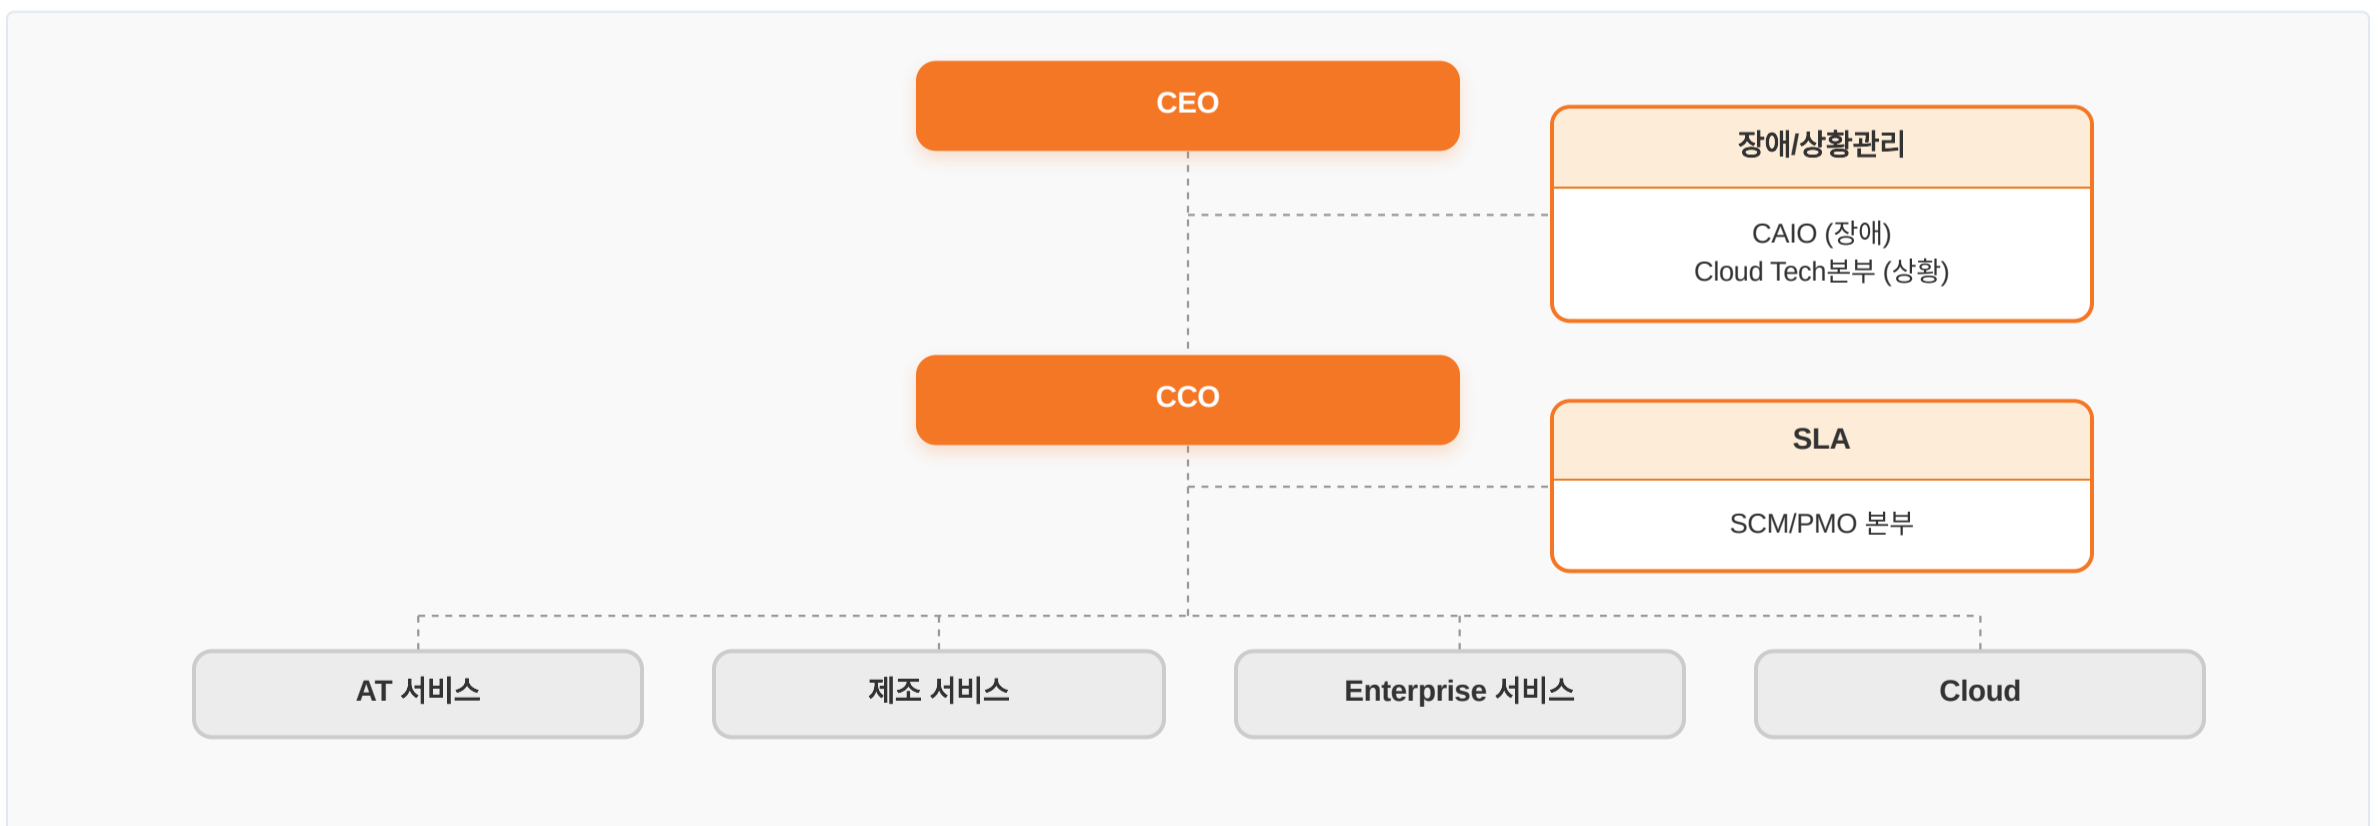 CEO
장애/상황관리
CAIO (장애)
Cloud Tech본부 (상황)
CCO
SLA
SCM/PMO 본부
AT 서비스
제조 서비스
Enterprise 서비스
Cloud